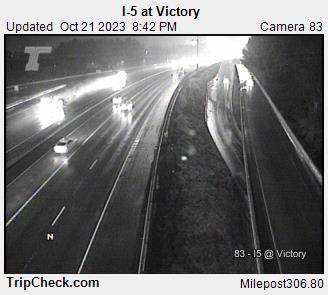 I-5 at Victory
Updated Oct 21 2023 8:42 PM Camera 83
T
N
83 - I5 @ Victory
TripCheck.com Milepost306.80